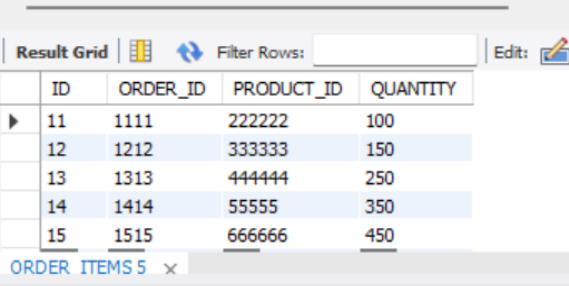 Result Grid Filter Rows: Edit:
ID ORDER_ID PRODUCT_ID QUANTITY
11 1111 222222 100
12 1212 333333 150
13 1313 444444 250
14 1414 55555 350
15 1515 666666 450
ORDER_ITEMS 5